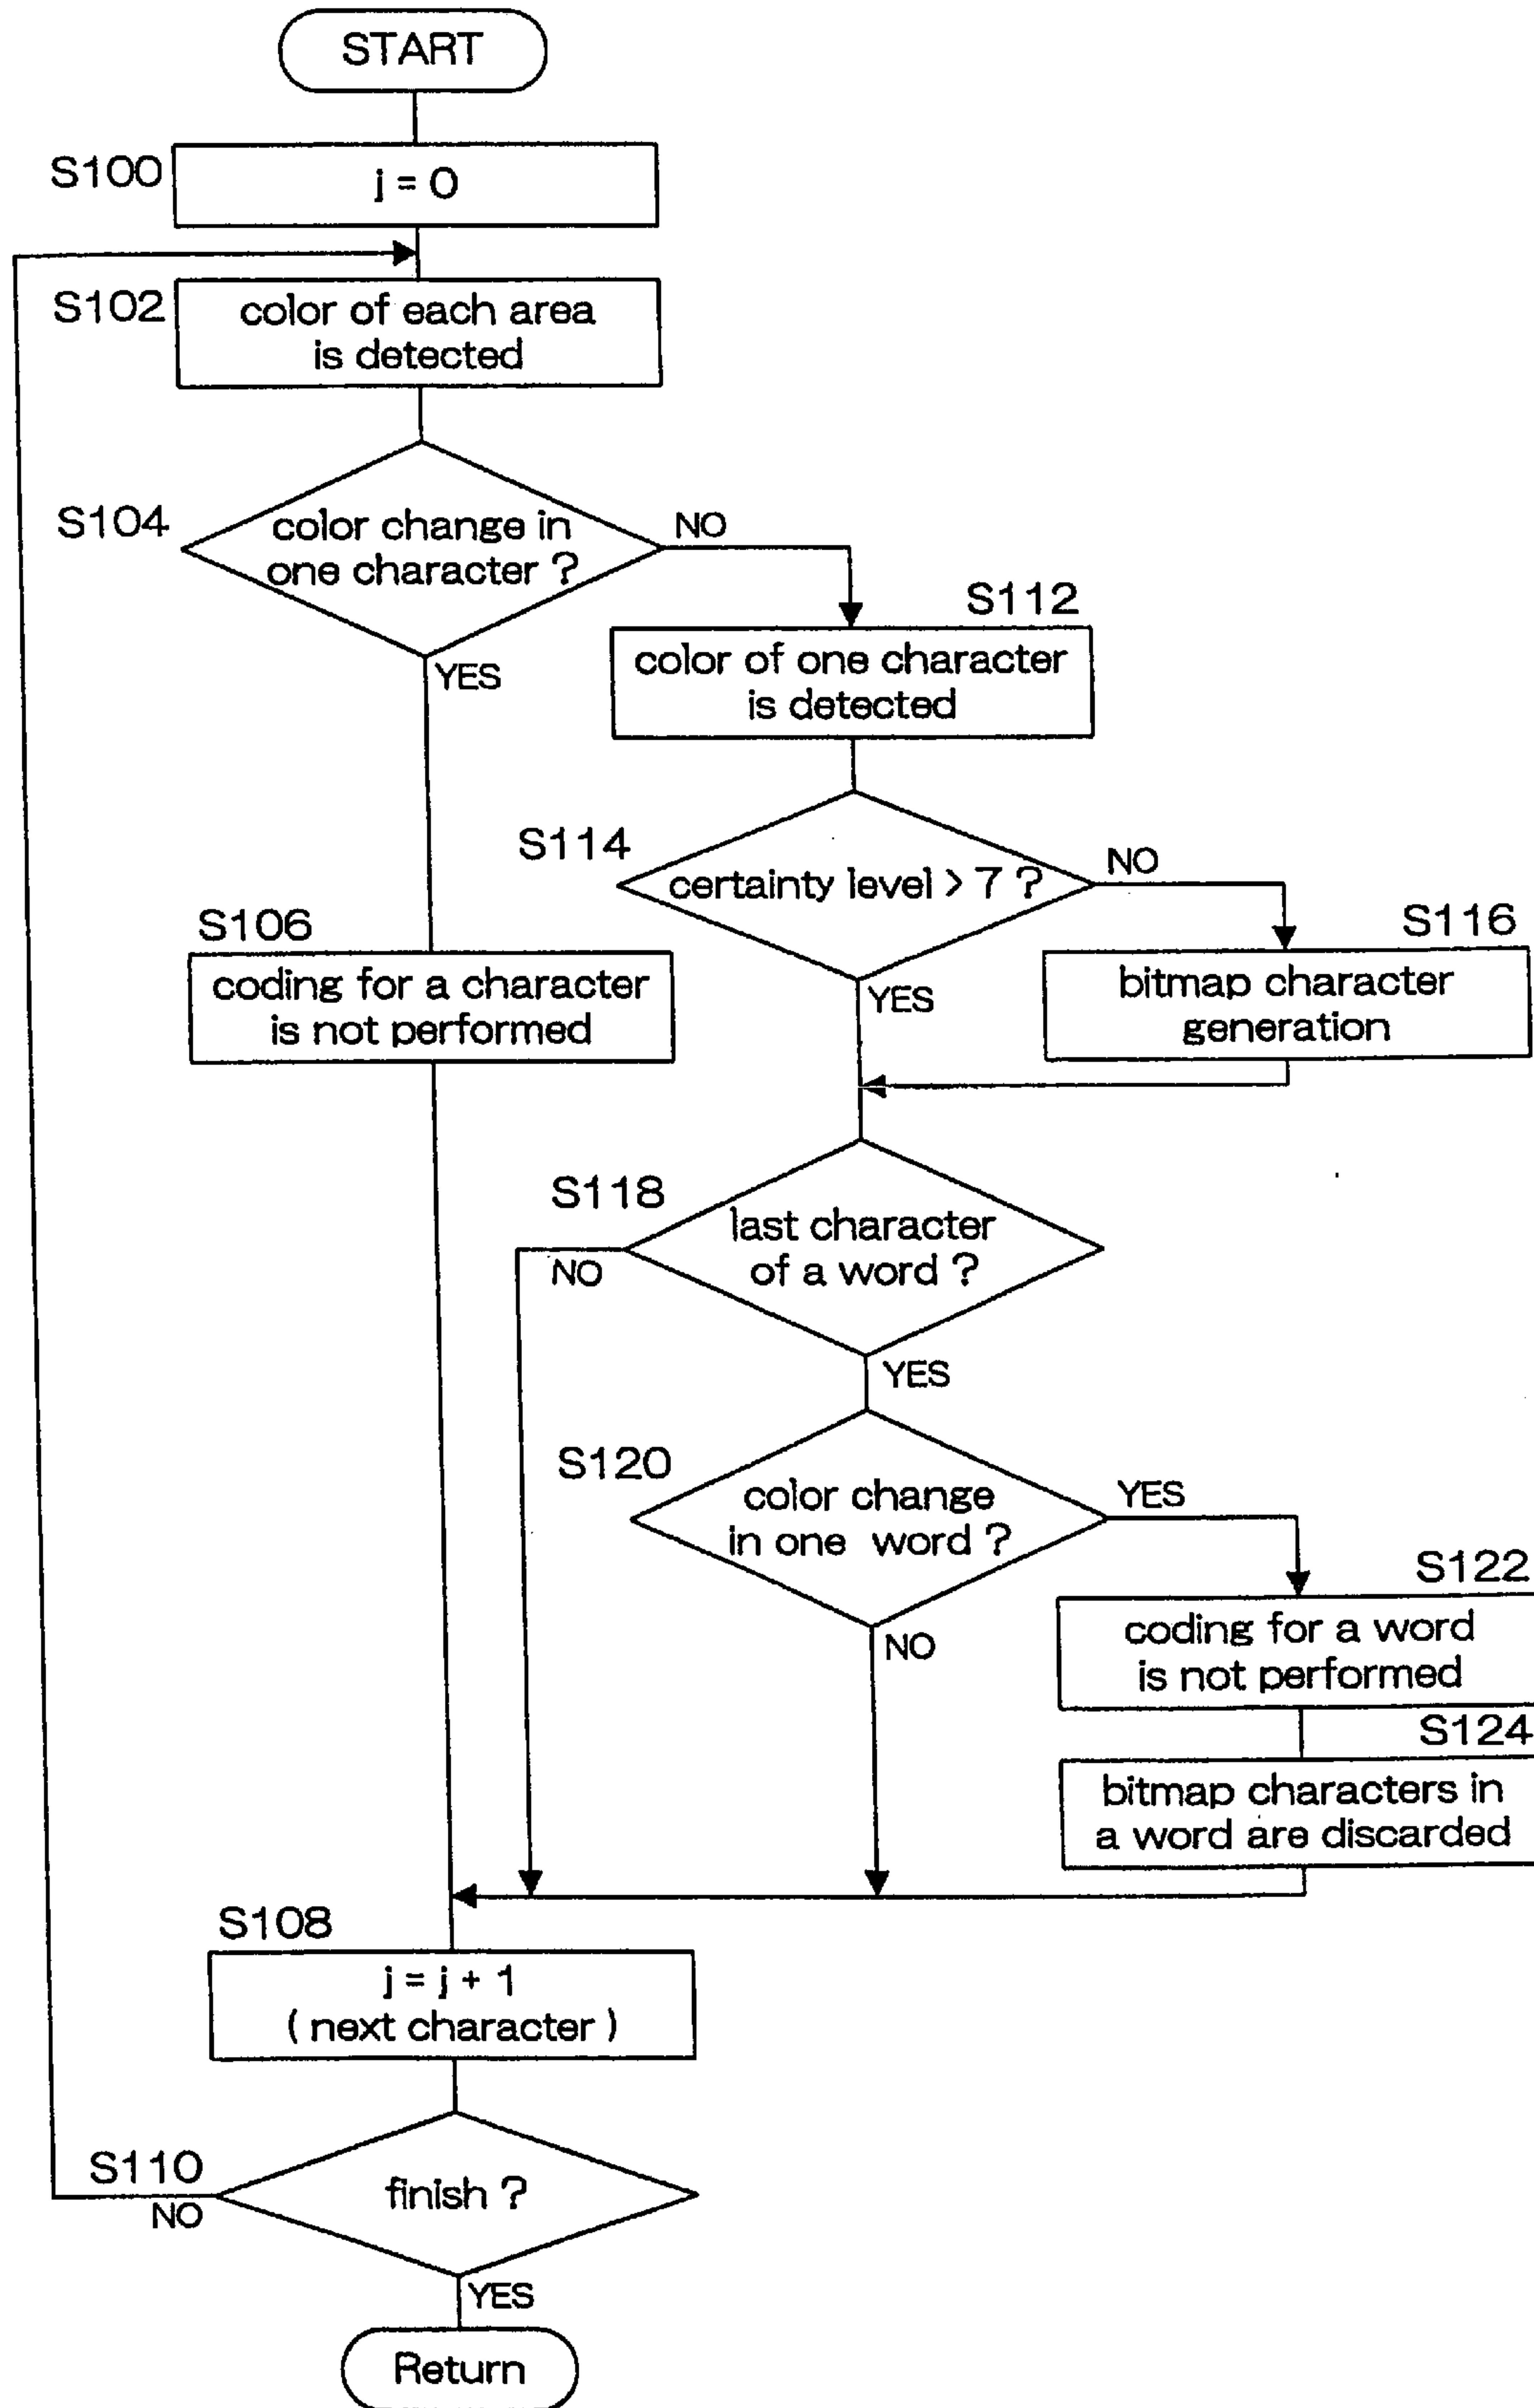 START
S100
j = 0
S102
color of each area
is detected
S104
color change in
one character ?
NO
YES
S112
color of one character
is detected
S114
certainty level > 7 ?
NO
YES
S116
bitmap character
generation
S106
coding for a character
is not performed
S118
last character
of a word ?
NO
YES
S120
color change
in one word ?
YES
NO
S122
coding for a word
is not performed
S124
bitmap characters in
a word are discarded
S108
j = j + 1
( next character )
S110
finish ?
NO
YES
Return